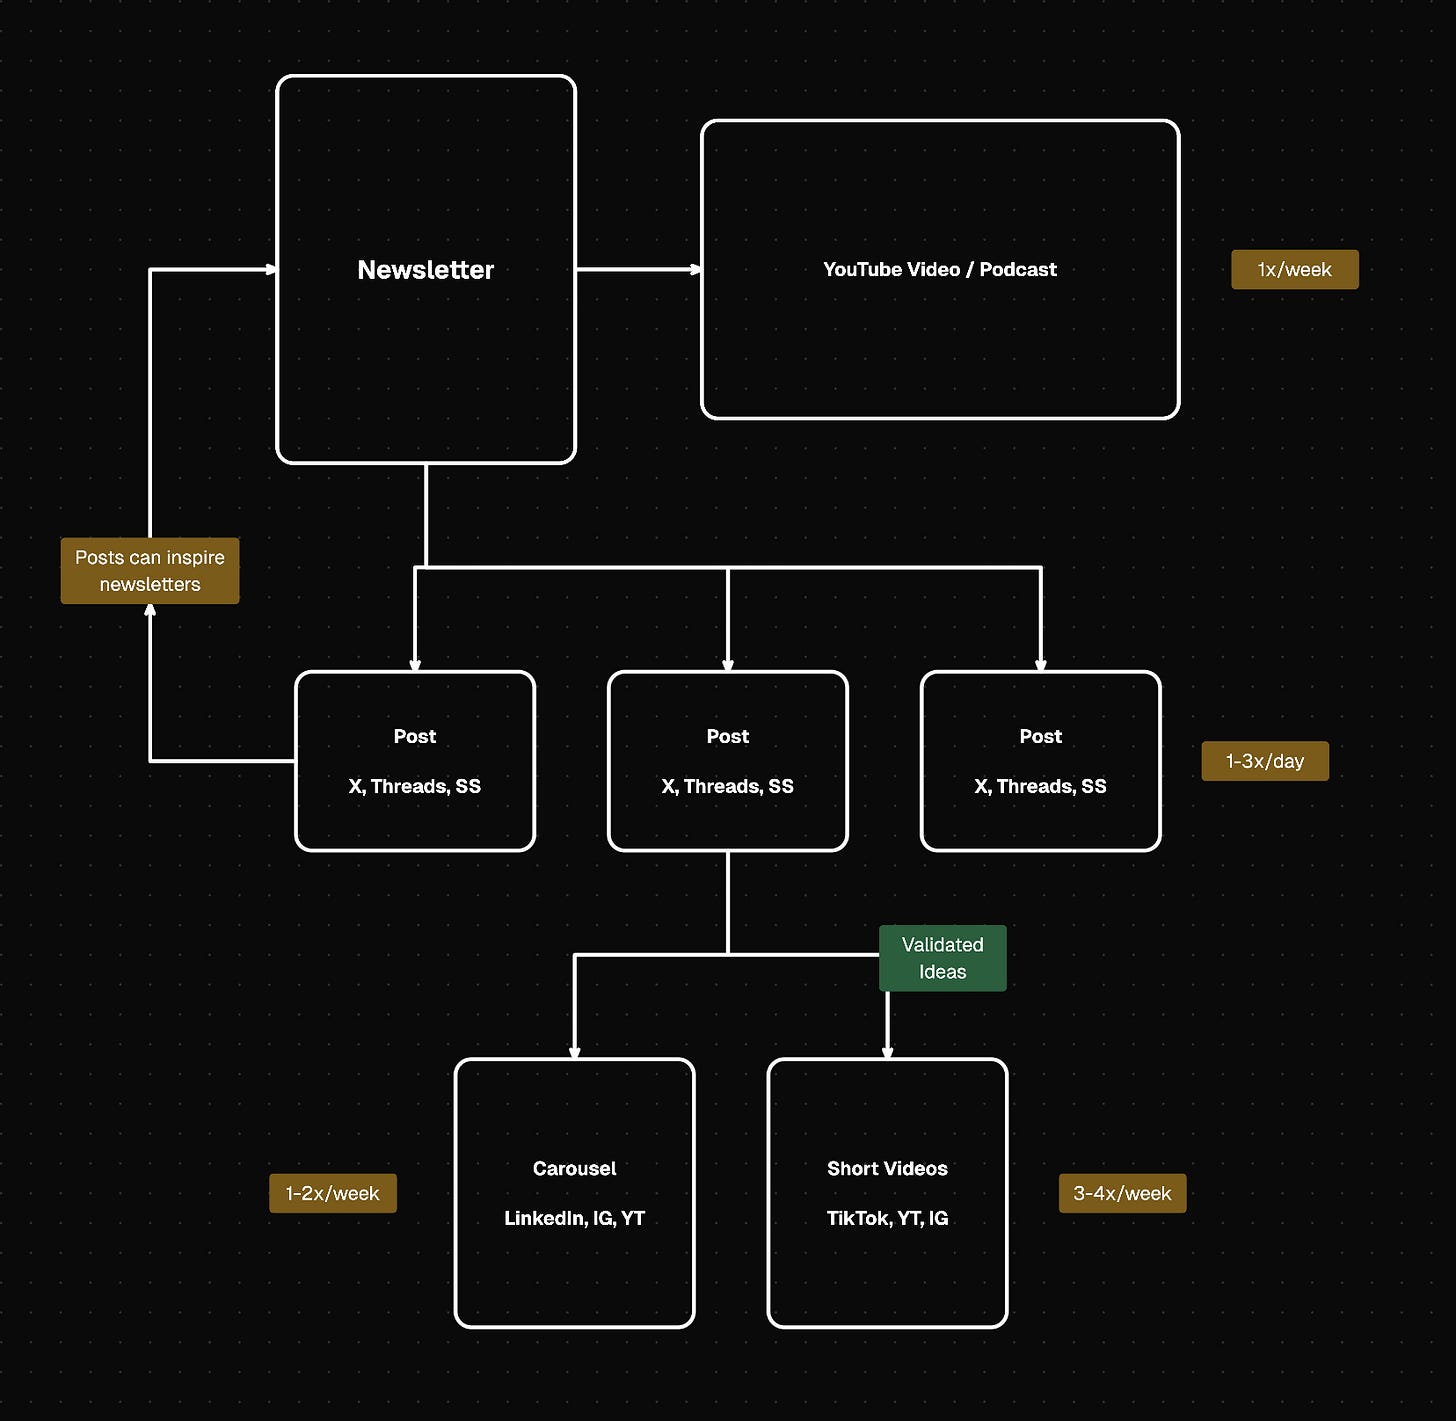 Newsletter
YouTube Video / Podcast
1x/week
Posts can inspire
newsletters
Post
X, Threads, SS
Post
X, Threads, SS
Post
X, Threads, SS
1-3x/day
Validated
Ideas
1-2x/week
Carousel
LinkedIn, IG, YT
Short Videos
TikTok, YT, IG
3-4x/week